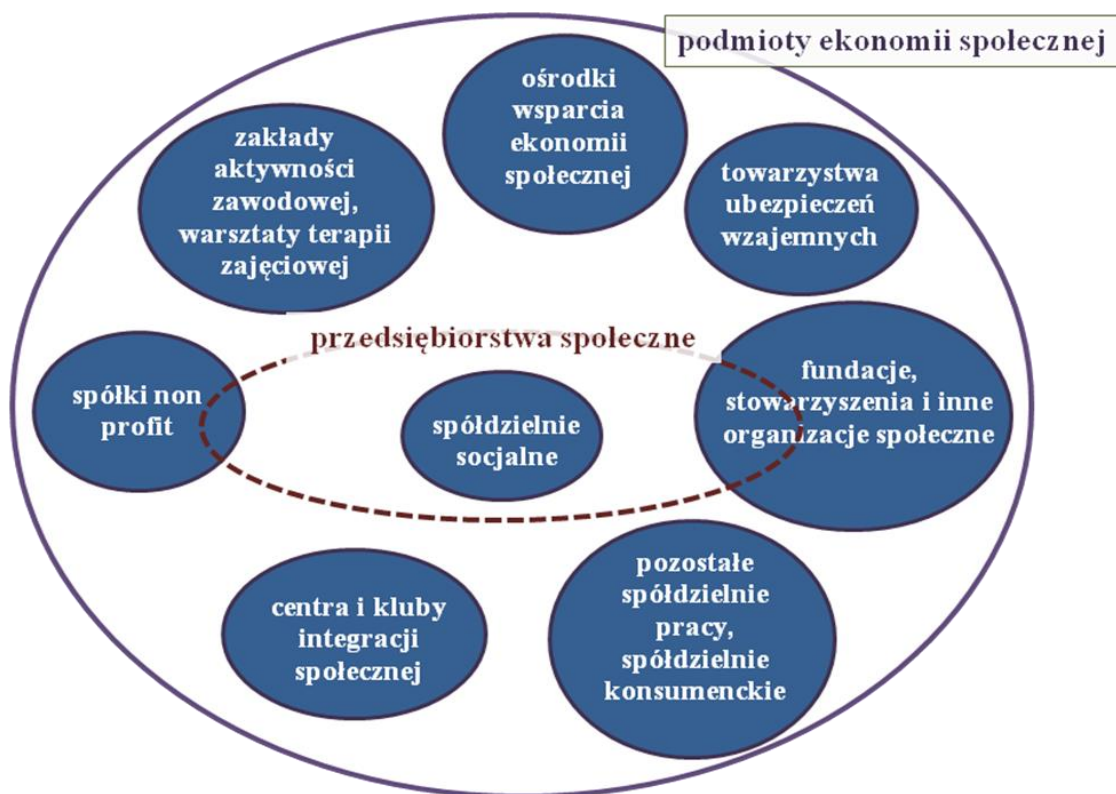 podmioty ekonomii społecznej
ośrodki
wsparcia
ekonomii
społecznej
zakłady
aktywności
zawodowej,
warsztaty terapii
zajęciowej
towarzystwa
ubezpieczeń
wzajemnych
przedsiębiorstwa społeczne
spółki non
profit
spółdzielnie
socjalne
fundacje,
stowarzyszenia i inne
organizacje społeczne
centra i kluby
integracji
społecznej
pozostałe
spółdzielnie
pracy,
spółdzielnie
konsumenckie